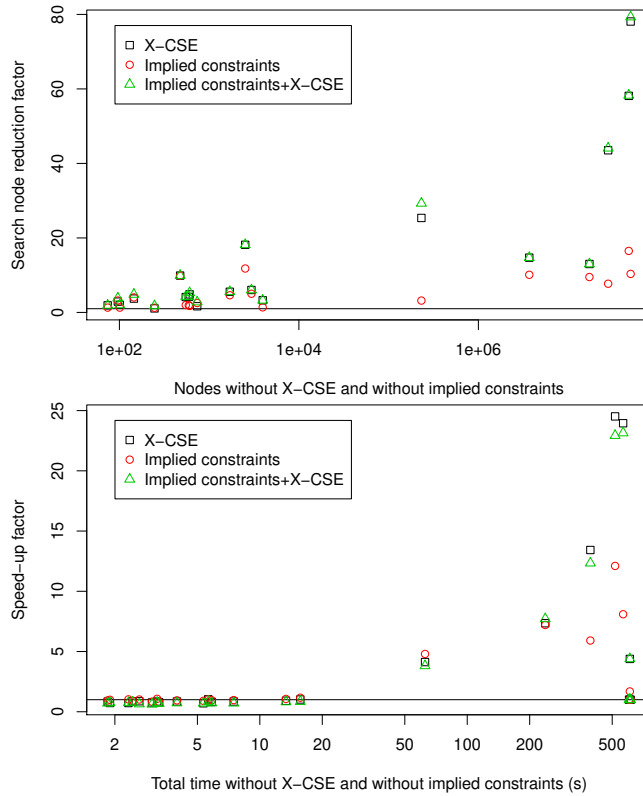 80
60
40
20
0
Search node reduction factor
X−CSE
Implied constraints
Implied constraints+X−CSE
1e+02 1e+04 1e+06
Nodes without X−CSE and without implied constraints
25
20
15
10
5
0
Speed−up factor
X−CSE
Implied constraints
Implied constraints+X−CSE
2 5 10 20 50 100 200 500
Total time without X−CSE and without implied constraints (s)